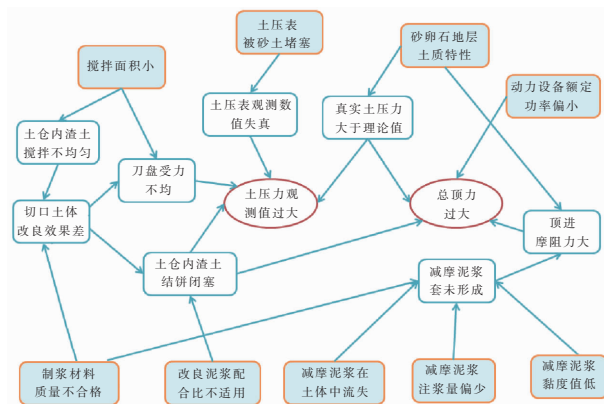 土压表
被砂土堵塞
砂卵石地层
土质特性
搅拌面积小
动力设备额定
功率偏小
土压表观测数
值失真
真实土压力
大于理论值
土仓内渣土
搅拌不均匀
刀盘受力
不均
土压力观
测值过大
总顶力
过大
切口土体
改良效果差
顶进
摩阻力大
土仓内渣土
结饼闭塞
减摩泥浆
套未形成
制浆材料
质量不合格
改良泥浆配
合比不适用
减摩泥浆在
土体中流失
减摩泥浆
注浆量偏少
减摩泥浆
黏度值低